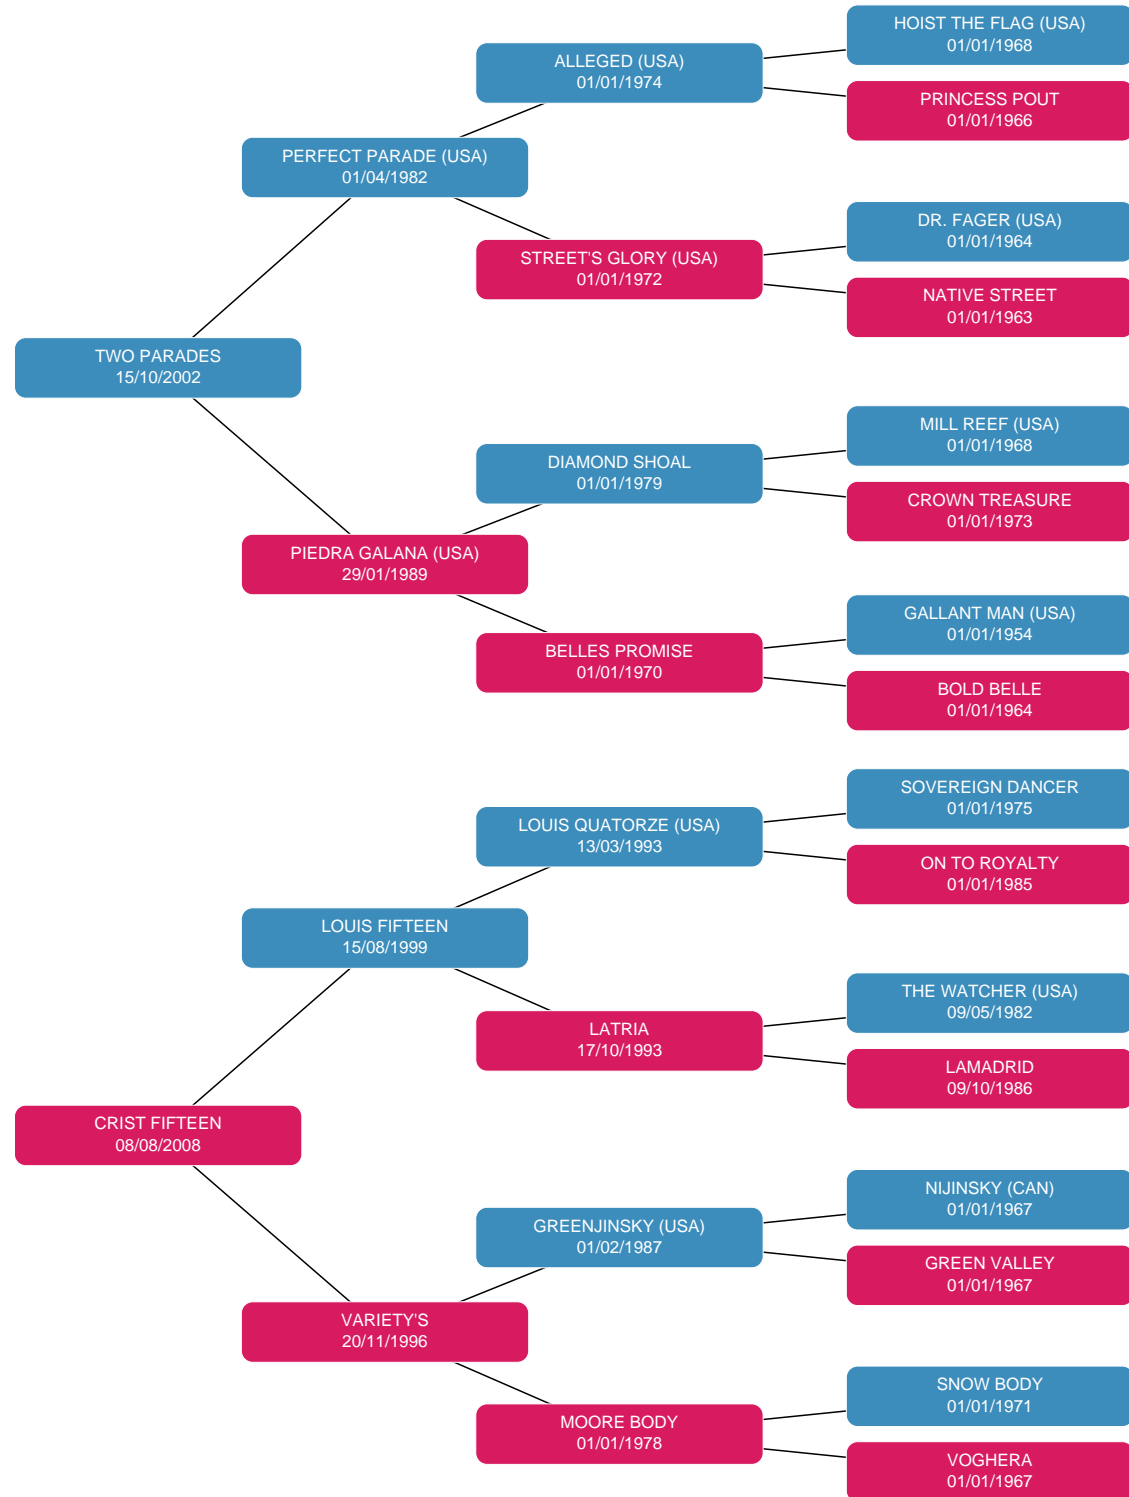 HOIST THE FLAG (USA)
01/01/1968
ALLEGED (USA)
01/01/1974
PRINCESS POUT
01/01/1966
PERFECT PARADE (USA)
01/04/1982
DR. FAGER (USA)
01/01/1964
STREET'S GLORY (USA)
01/01/1972
NATIVE STREET
01/01/1963
TWO PARADES
15/10/2002
MILL REEF (USA)
01/01/1968
DIAMOND SHOAL
01/01/1979
CROWN TREASURE
01/01/1973
PIEDRA GALANA (USA)
29/01/1989
GALLANT MAN (USA)
01/01/1954
BELLES PROMISE
01/01/1970
BOLD BELLE
01/01/1964
SOVEREIGN DANCER
01/01/1975
LOUIS QUATORZE (USA)
13/03/1993
ON TO ROYALTY
01/01/1985
LOUIS FIFTEEN
15/08/1999
THE WATCHER (USA)
09/05/1982
LATRIA
17/10/1993
LAMADRID
09/10/1986
CRIST FIFTEEN
08/08/2008
NIJINSKY (CAN)
01/01/1967
GREENJINSKY (USA)
01/02/1987
GREEN VALLEY
01/01/1967
VARIETY'S
20/11/1996
SNOW BODY
01/01/1971
MOORE BODY
01/01/1978
VOGHERA
01/01/1967